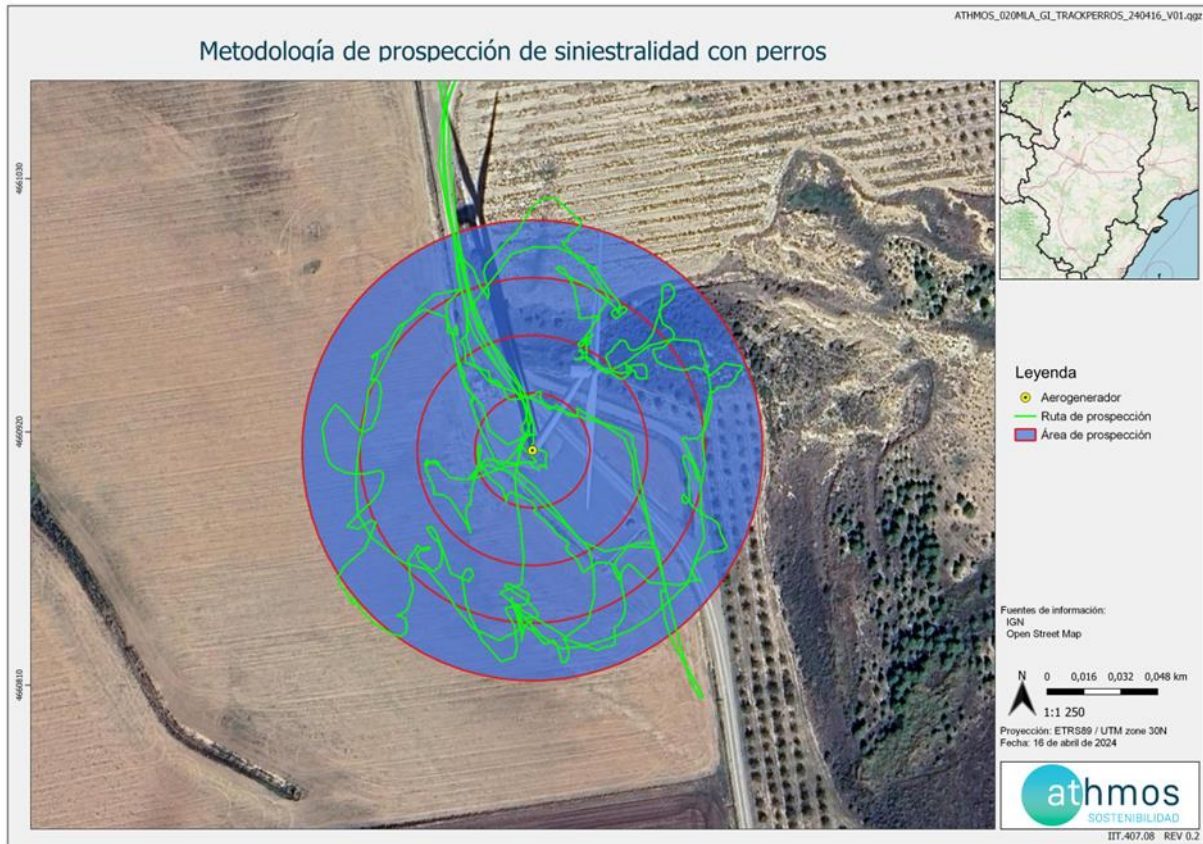 ATHMOS_020MLA_GI_TRACKPERROS_240416_V01.qgz
Metodología de prospección de siniestralidad con perros
4661030
4660920
4660810
Leyenda
Aerogenerador
Ruta de prospección
Área de prospección
Fuentes de información:
IGN
Open Street Map
N
0 0,016 0,032 0,048 km
1:1 250
Proyección: ETRS89 / UTM zone 30N
Fecha: 16 de abril de 2024
athmos
SOSTENIBILIDAD
IIT.407.08 REV 0.2